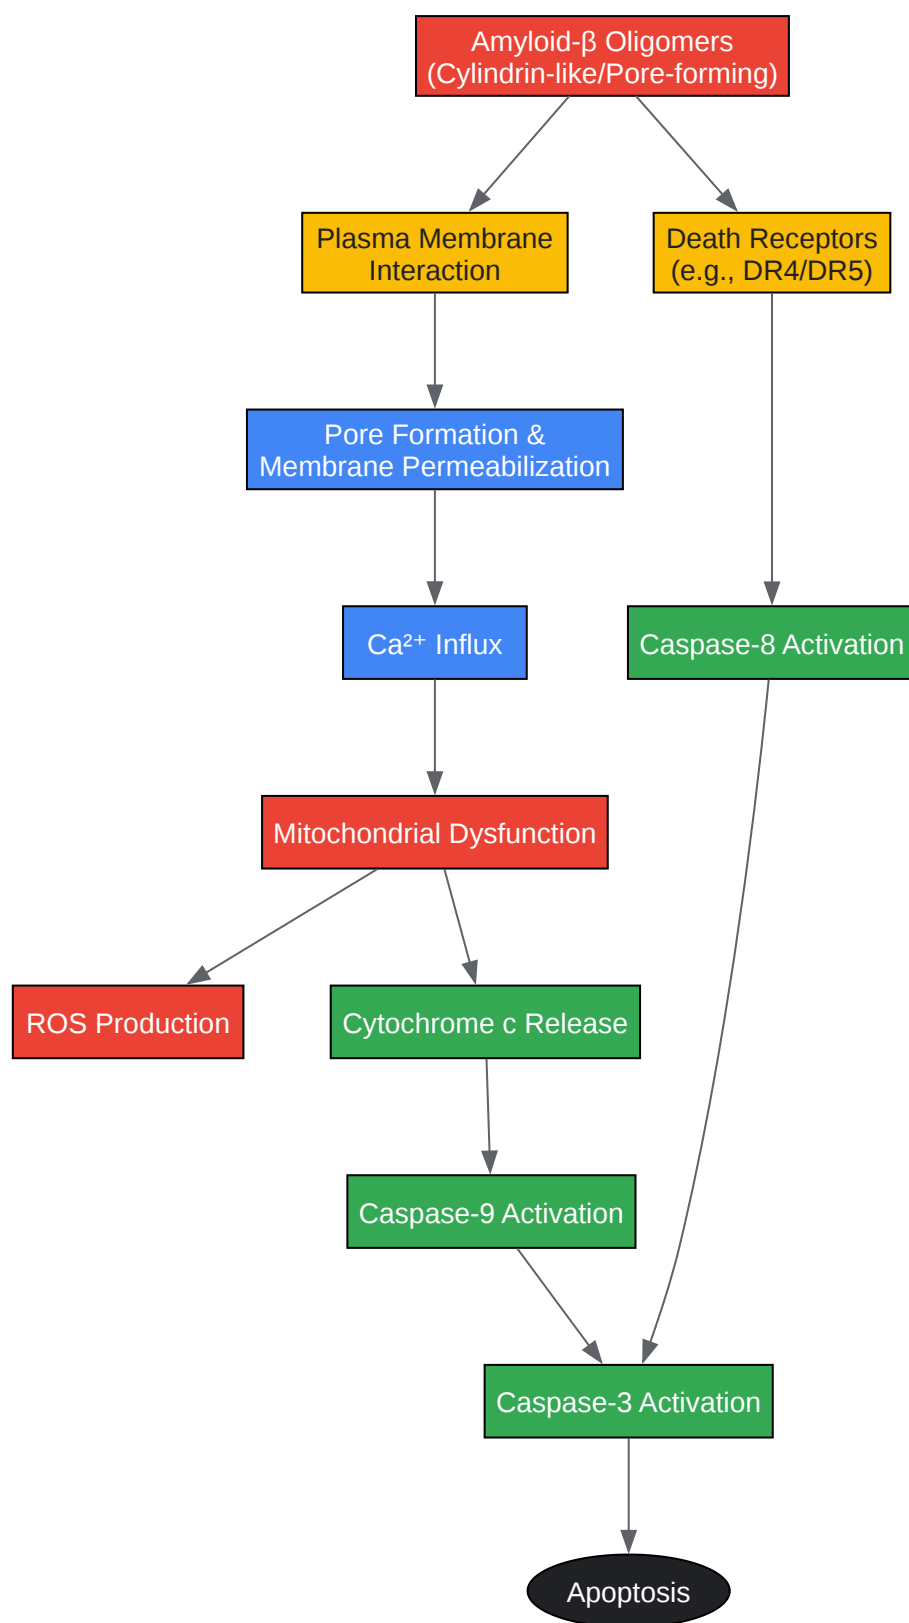 Amyloid-β Oligomers
(Cylindrin-like/Pore-forming)
Plasma Membrane
Interaction
Death Receptors
(e.g., DR4/DR5)
Pore Formation &
Membrane Permeabilization
Ca²⁺ Influx
Caspase-8 Activation
Mitochondrial Dysfunction
ROS Production
Cytochrome c Release
Caspase-9 Activation
Caspase-3 Activation
Apoptosis